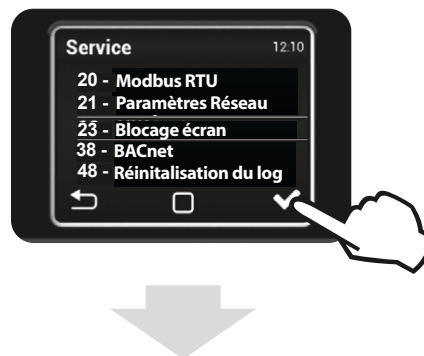 Service 12:10
20 - Modbus RTU
21 - Paramètres Réseau
23 - Blocage écran
38 - BACnet
48 - Réinitalisation du log